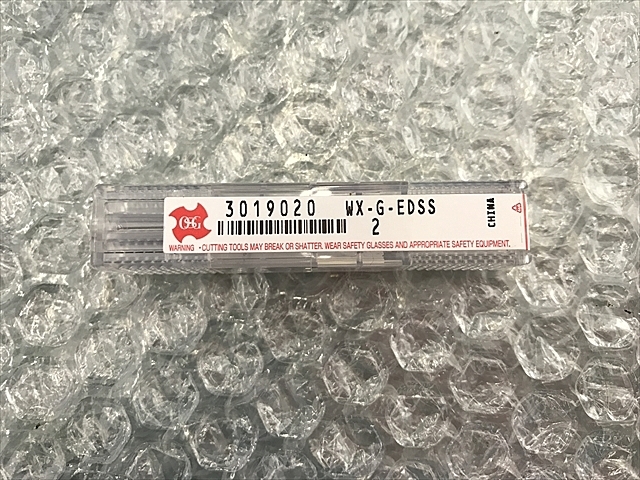 OSG
3019020 WX-G-EDSS
2
CHINA
WARNING • CUTTING TOOLS MAY BREAK OR SHATTER. WEAR SAFETY GLASSES AND APPROPRIATE SAFETY EQUIPMENT.